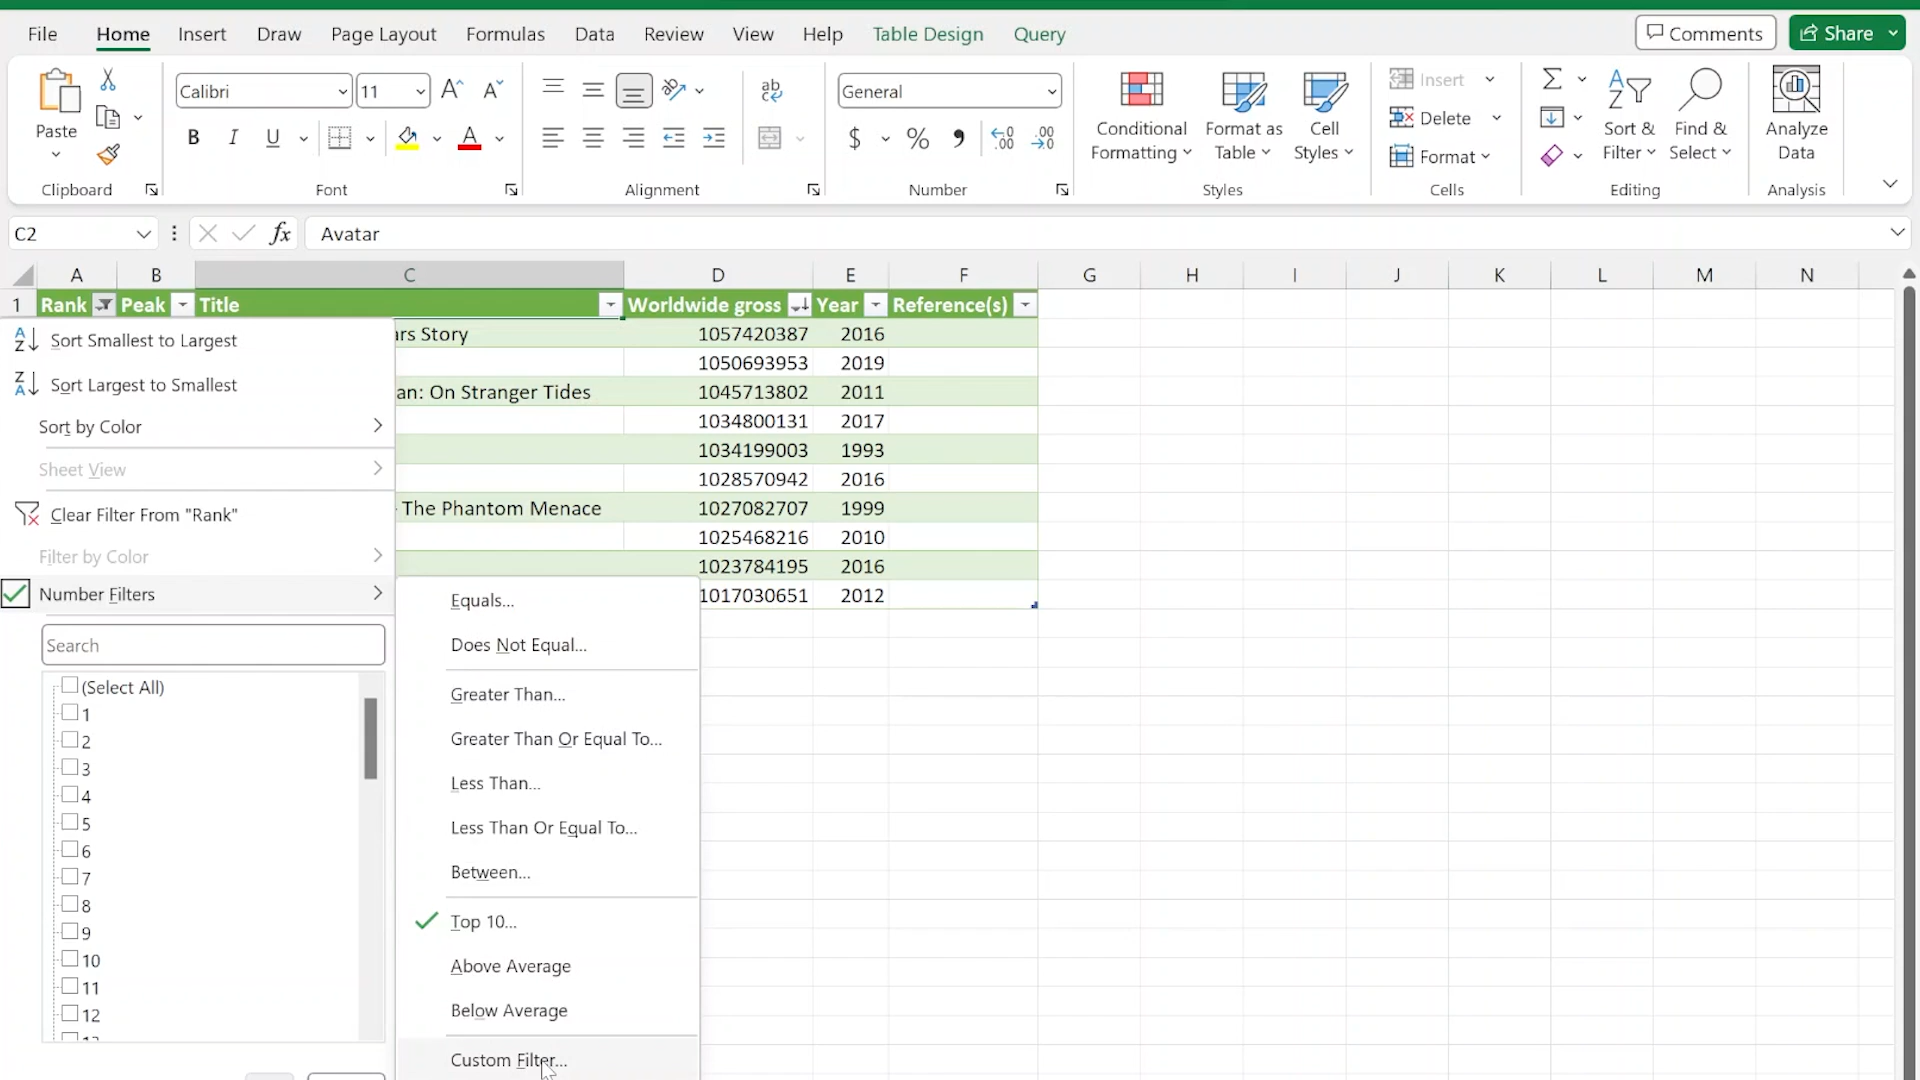 File Home Insert Draw Page Layout Formulas Data Review View Help Table Design Query Comments Share
Paste
Clipboard
Calibri 11
B I U A
Font
ab
Alignment
General
$ % , .00 .00
Number
Conditional Formatting
Format as Table
Cell Styles
Styles
Insert
Delete
Format
Cells
Sort & Filter
Find & Select
Editing
Analyze Data
Analysis
C2 fx Avatar
A B C D E F G H I J K L M N
1 Rank Peak Title Worldwide gross Year Reference(s)
ars Story 1057420387 2016
1050693953 2019
an: On Stranger Tides 1045713802 2011
1034800131 2017
1034199003 1993
1028570942 2016
The Phantom Menace 1027082707 1999
1025468216 2010
1023784195 2016
1017030651 2012
Sort Smallest to Largest
Sort Largest to Smallest
Sort by Color
Sheet View
Clear Filter From "Rank"
Filter by Color
Number Filters
Search
(Select All)
1
2
3
4
5
6
7
8
9
10
11
12
Equals...
Does Not Equal...
Greater Than...
Greater Than Or Equal To...
Less Than...
Less Than Or Equal To...
Between...
Top 10...
Above Average
Below Average
Custom Filter...